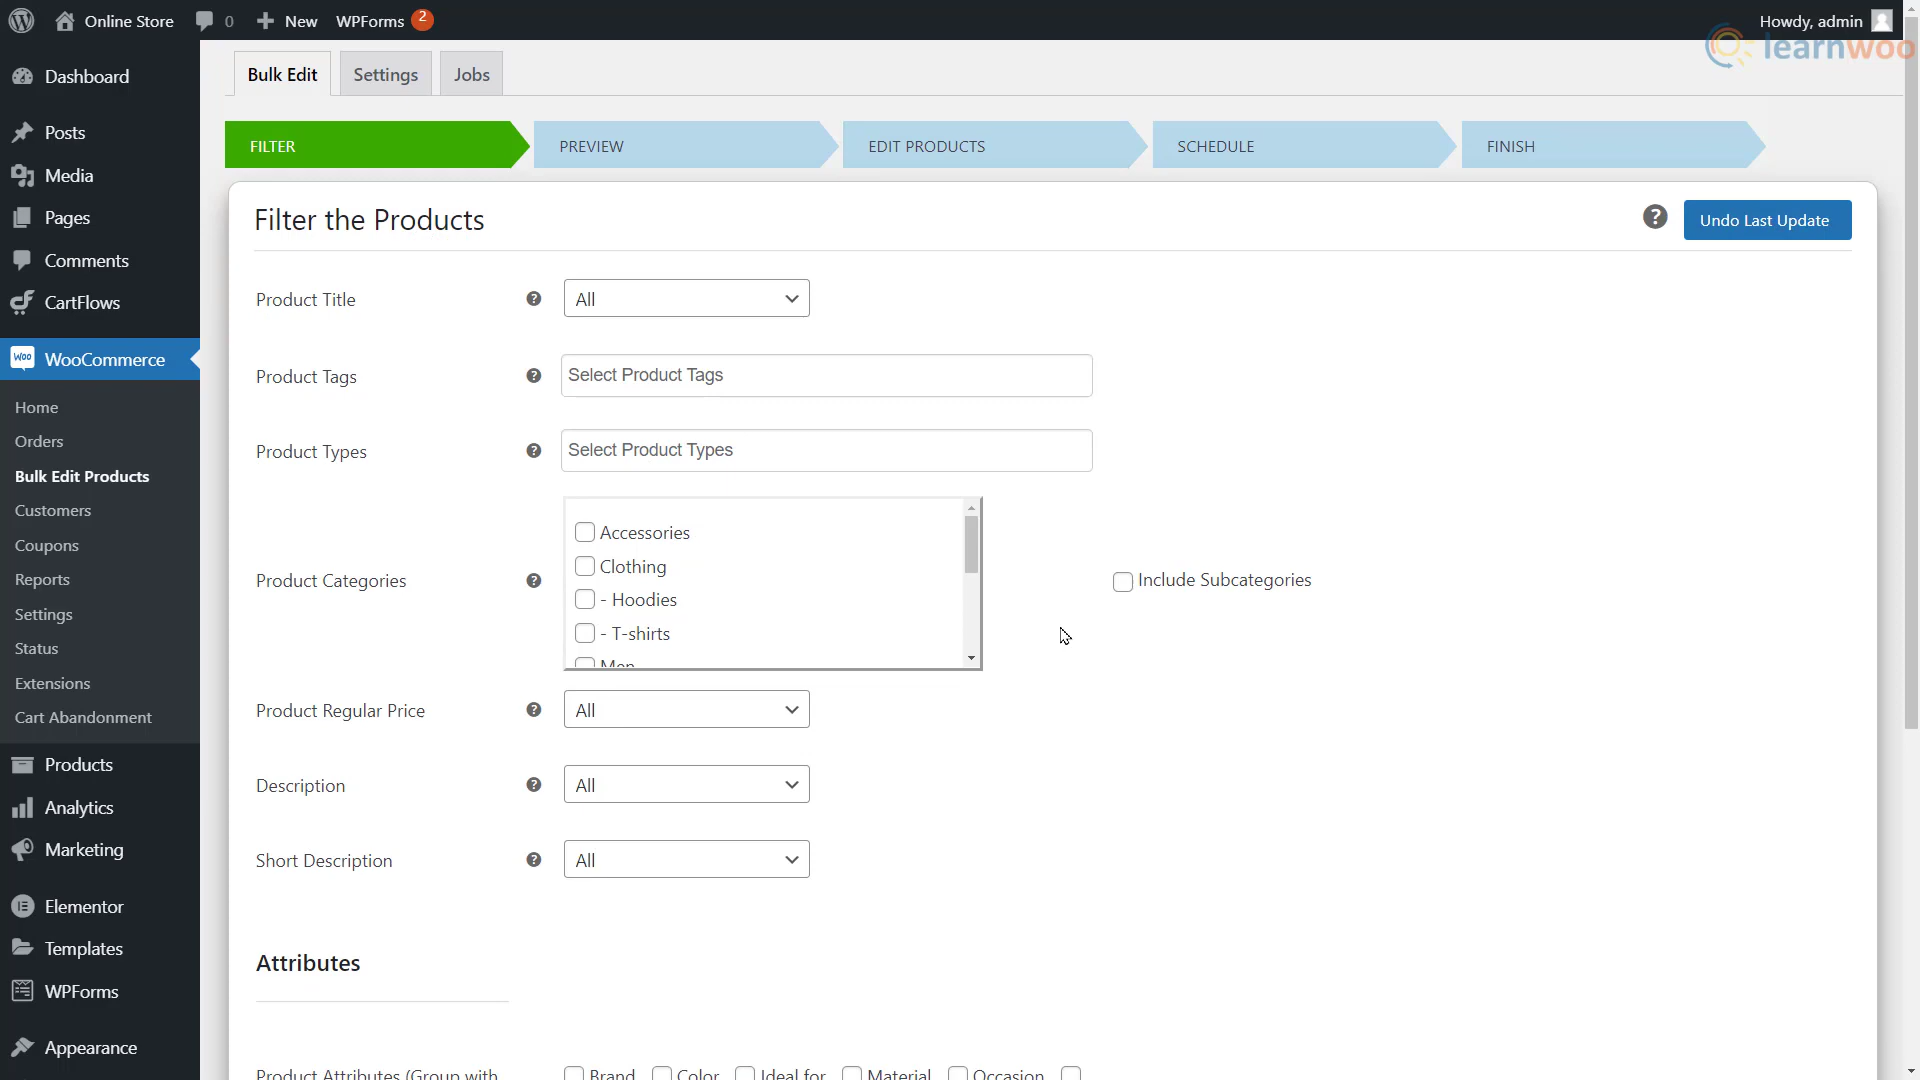 Online Store 0 New WPForms 2 Howdy, admin
learnwoo
Dashboard
Posts
Media
Pages
Comments
CartFlows
Woo WooCommerce
Home
Orders
Bulk Edit Products
Customers
Coupons
Reports
Settings
Status
Extensions
Cart Abandonment
Products
Analytics
Marketing
Elementor
Templates
WPForms
Appearance
Bulk Edit Settings Jobs
FILTER PREVIEW EDIT PRODUCTS SCHEDULE FINISH
Filter the Products ? Undo Last Update
Product Title ? All
Product Tags ? Select Product Tags
Product Types ? Select Product Types
Accessories
Clothing
Product Categories ? Include Subcategories
- Hoodies
- T-shirts
Men
Product Regular Price ? All
Description ? All
Short Description ? All
Attributes
Product Attributes (Group with Brand Color Ideal for Material Occasion